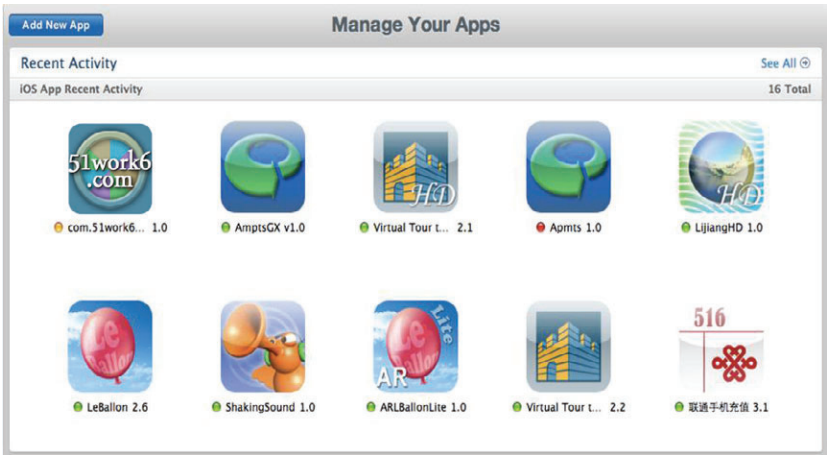 Add New App
Manage Your Apps
Recent Activity
See All
iOS App Recent Activity
16 Total
51work6
.com
HD
HD
com.51work6... 1.0
AmptsGX v1.0
Virtual Tour t... 2.1
Apmts 1.0
LijiangHD 1.0
Le
Ballon
Le
Ballon
Lite
AR
516
LeBallon 2.6
ShakingSound 1.0
ARLBallonLite 1.0
Virtual Tour t... 2.2
联通手机充值 3.1